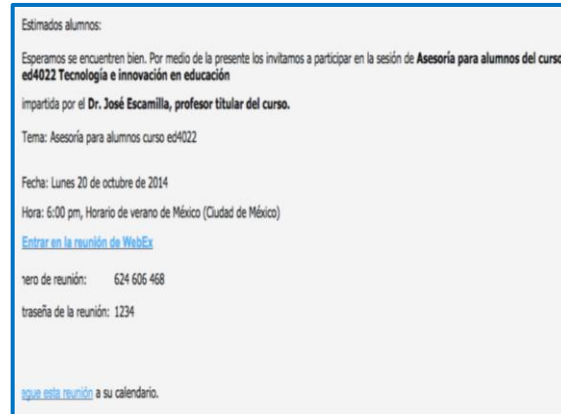 Estimados alumnos:
Esperamos se encuentren bien. Por medio de la presente los invitamos a participar en la sesión de Asesoría para alumnos del curso
ed4022 Tecnología e innovación en educación
impartida por el Dr. José Escamilla, profesor titular del curso.
Tema: Asesoría para alumnos curso ed4022
Fecha: Lunes 20 de octubre de 2014
Hora: 6:00 pm, Horario de verano de México (Ciudad de México)
Entrar en la reunión de WebEx
nero de reunión: 624 606 468
traseña de la reunión: 1234
egue esta reunión a su calendario.